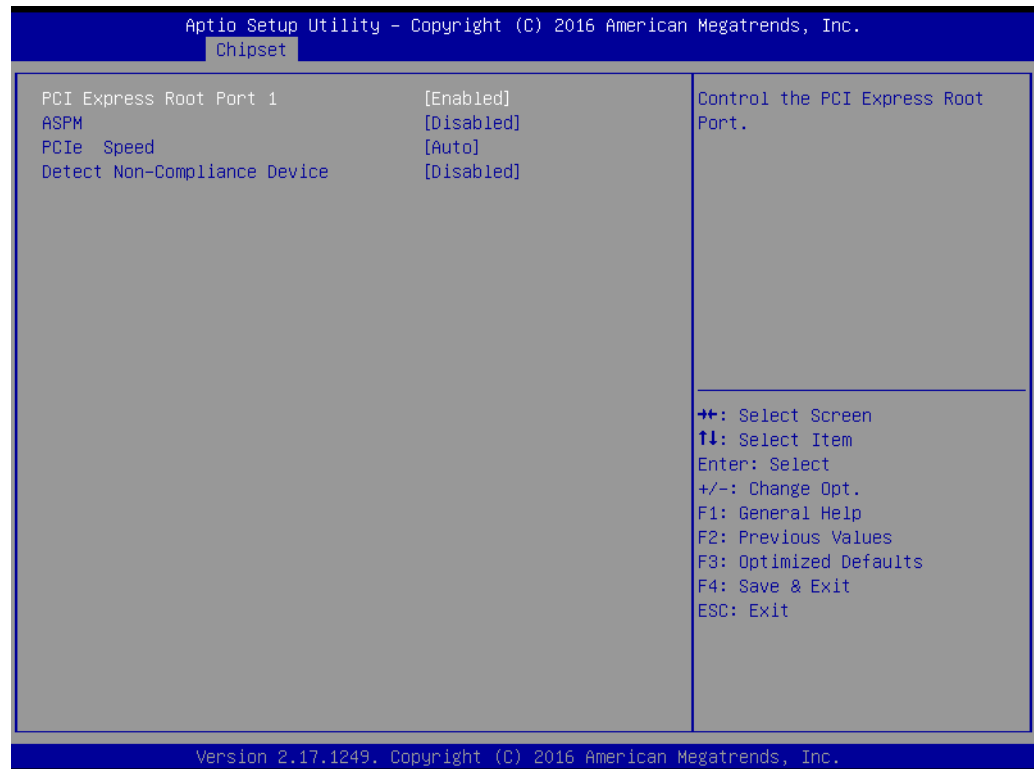 Aptio Setup Utility – Copyright (C) 2016 American Megatrends, Inc.
Chipset
PCI Express Root Port 1 [Enabled]
ASPM [Disabled]
PCIe  Speed [Auto]
Detect Non-Compliance Device [Disabled]
Control the PCI Express Root
Port.
→←: Select Screen
↑↓: Select Item
Enter: Select
+/-: Change Opt.
F1: General Help
F2: Previous Values
F3: Optimized Defaults
F4: Save & Exit
ESC: Exit
Version 2.17.1249. Copyright (C) 2016 American Megatrends, Inc.